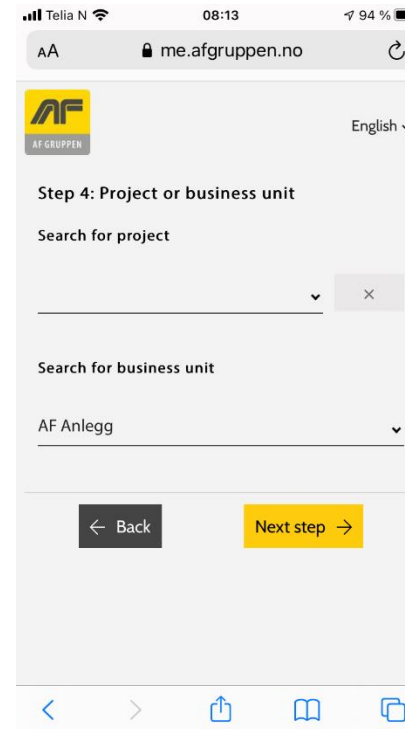 Telia N 08:13 94 %
AA me.afgruppen.no
AF
AF GRUPPEN
English
Step 4: Project or business unit
Search for project
Search for business unit
AF Anlegg
← Back Next step →